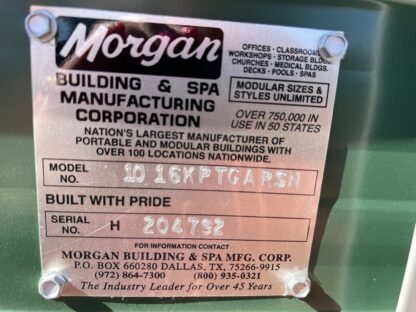 Morgan
BUILDING & SPA
MANUFACTURING
CORPORATION
OFFICES · CLASSROOMS
WORKSHOPS · STORAGE BLDGS.
CHURCHES · MEDICAL BLDGS.
DECKS · POOLS · SPAS
MODULAR SIZES &
STYLES UNLIMITED
OVER 750,000 IN
USE IN 50 STATES
NATION'S LARGEST MANUFACTURER OF
PORTABLE AND MODULAR BUILDINGS WITH
OVER 100 LOCATIONS NATIONWIDE.
MODEL NO. 10 16KPTGAPSM
BUILT WITH PRIDE
SERIAL NO. H 204792
FOR INFORMATION CONTACT
MORGAN BUILDING & SPA MFG. CORP.
P.O. BOX 660280 DALLAS, TX, 75266-9915
(972) 864-7300 (800) 935-0321
The Industry Leader for Over 45 Years